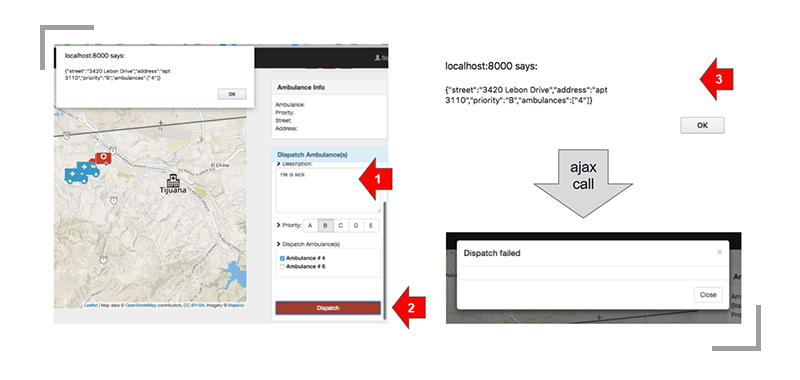 localhost:8000 says:
{"street":"3420 Lebon Drive","address":"apt
3110","priority":"B","ambulances":["4"]}
OK
Ambulance Info
Ambulance:
Priority:
Street:
Address:
Dispatch Ambulance(s)
Description:
He is sick
1
Priority: A B C D E
Dispatch Ambulance(s)
Ambulance # 4
Ambulance # 6
Dispatch
2
El Chino
Tijuana
Leaflet | Map data © OpenStreetMap contributors, CC-BY-SA, Imagery © Mapbox
localhost:8000 says:
{"street":"3420 Lebon Drive","address":"apt
3110","priority":"B","ambulances":["4"]}
3
OK
ajax
call
Dispatch failed
×
Close